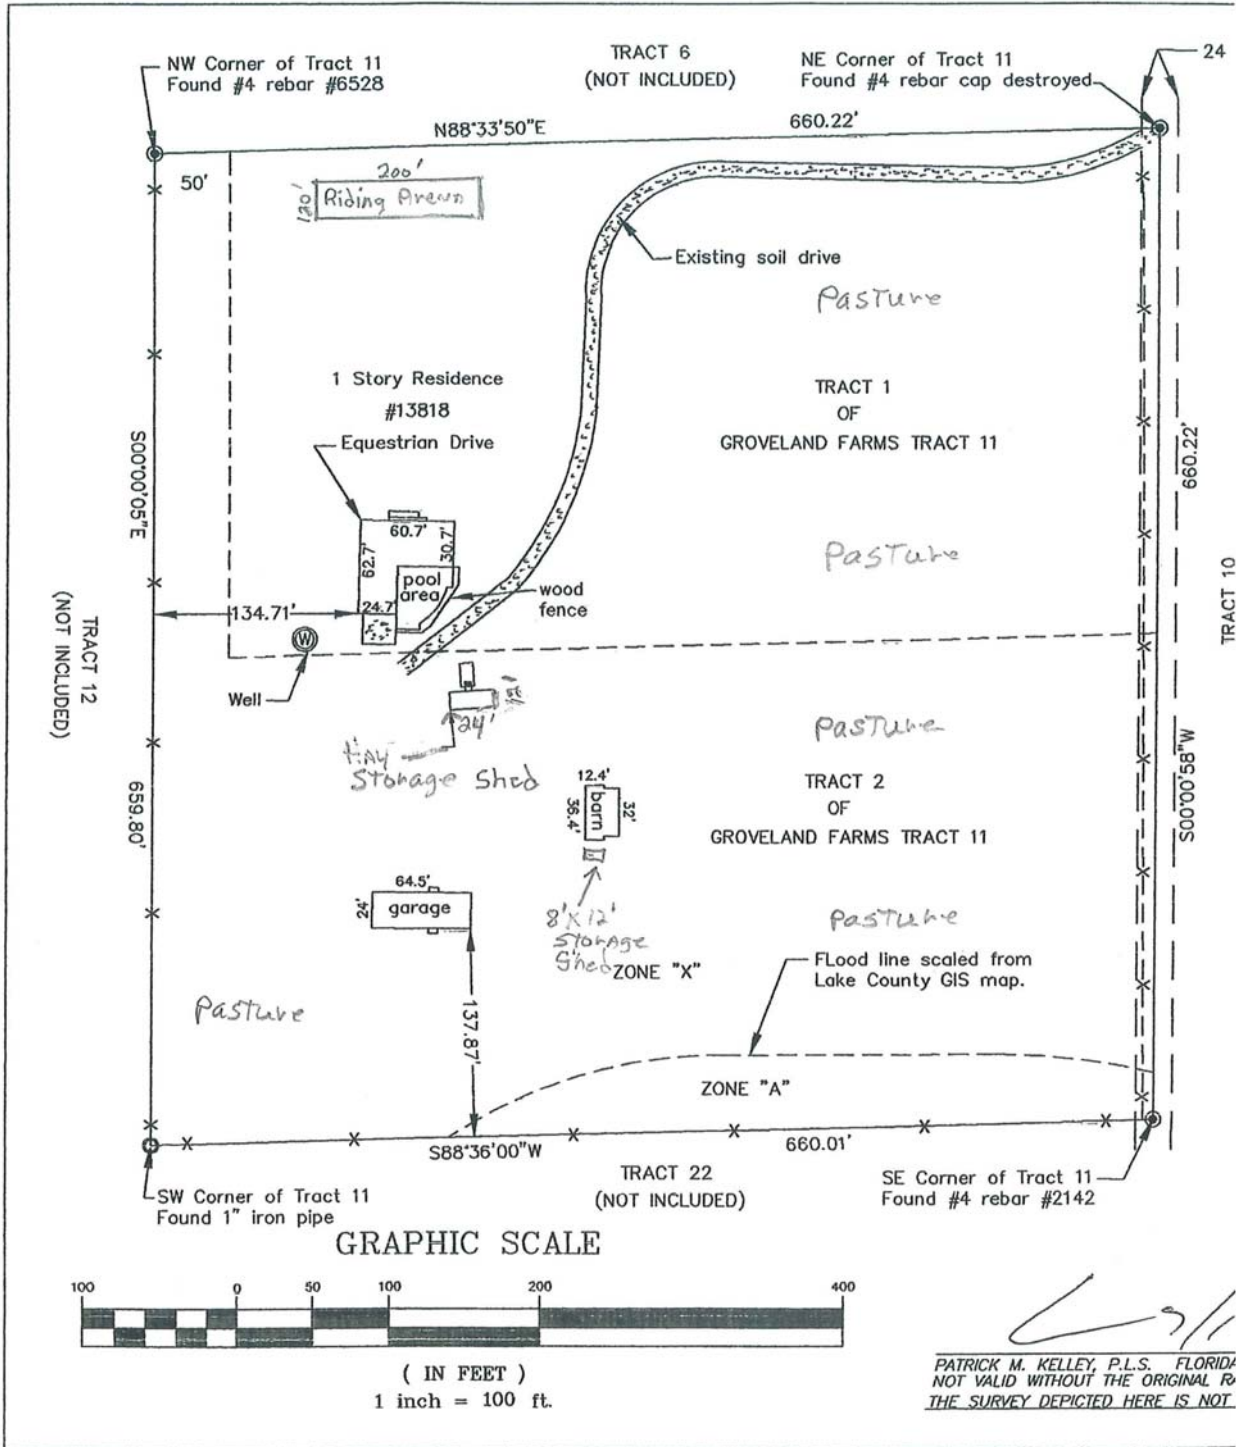 TRACT 6
(NOT INCLUDED)
NW Corner of Tract 11
Found #4 rebar #6528
NE Corner of Tract 11
Found #4 rebar cap destroyed
24
N88°33'50"E
660.22'
50'
200'
120'
Riding Arena
Existing soil drive
Pasture
1 Story Residence
#13818
Equestrian Drive
TRACT 1
OF
GROVELAND FARMS TRACT 11
S00°00'05"E
660.22'
60.7'
62.7'
30.7'
pool
area
24.7'
wood
fence
Pasture
134.71'
W
Well
TRACT 12
(NOT INCLUDED)
TRACT 10
24'
Hay
Storage Shed
Pasture
12.4'
barn
36.4'
32'
TRACT 2
OF
GROVELAND FARMS TRACT 11
S00°00'58"W
659.80'
64.5'
24'
garage
8'X12'
Storage
Shed
ZONE "X"
Pasture
FLood line scaled from
Lake County GIS map.
Pasture
137.87'
ZONE "A"
S88°36'00"W
660.01'
TRACT 22
(NOT INCLUDED)
SW Corner of Tract 11
Found 1" iron pipe
SE Corner of Tract 11
Found #4 rebar #2142
GRAPHIC SCALE
100 0 50 100 200 400
( IN FEET )
1 inch = 100 ft.
PATRICK M. KELLEY, P.L.S. FLORIDA
NOT VALID WITHOUT THE ORIGINAL
THE SURVEY DEPICTED HERE IS NOT